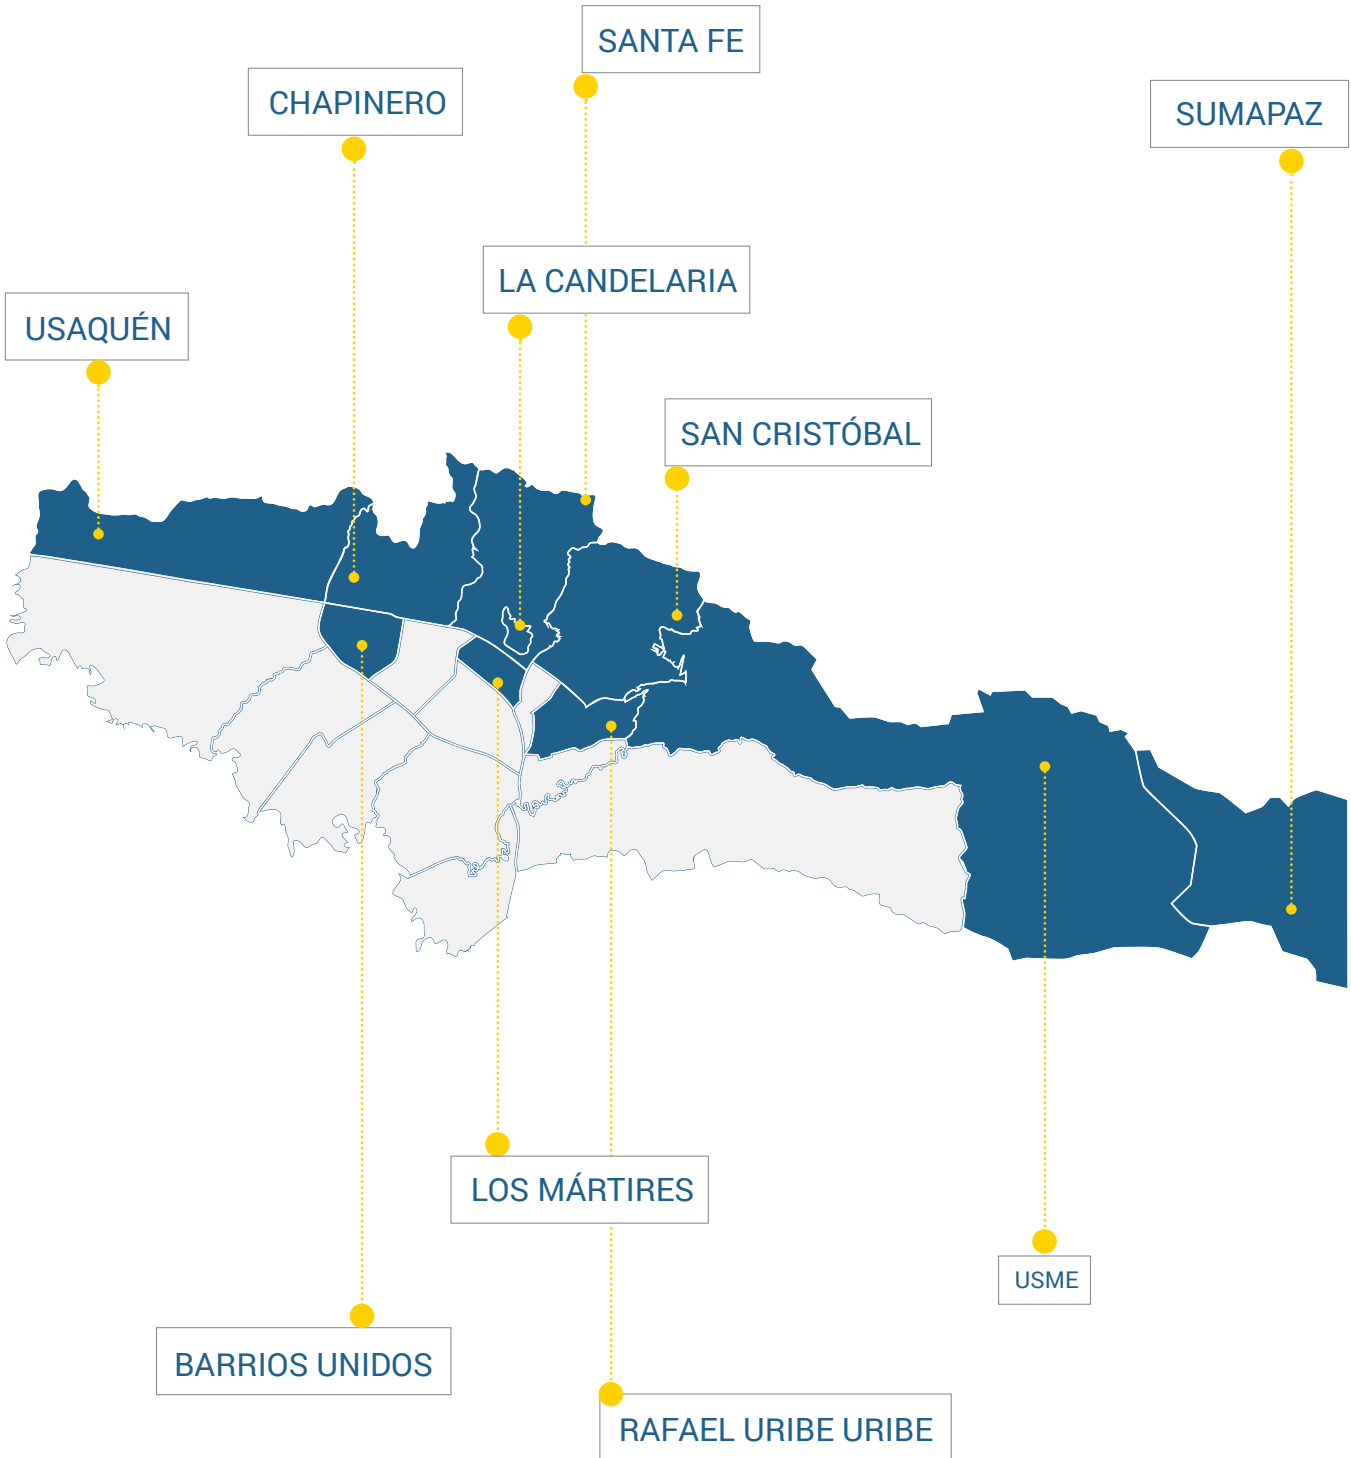 SANTA FE
CHAPINERO
SUMAPAZ
LA CANDELARIA
USAQUÉN
SAN CRISTÓBAL
LOS MÁRTIRES
USME
BARRIOS UNIDOS
RAFAEL URIBE URIBE